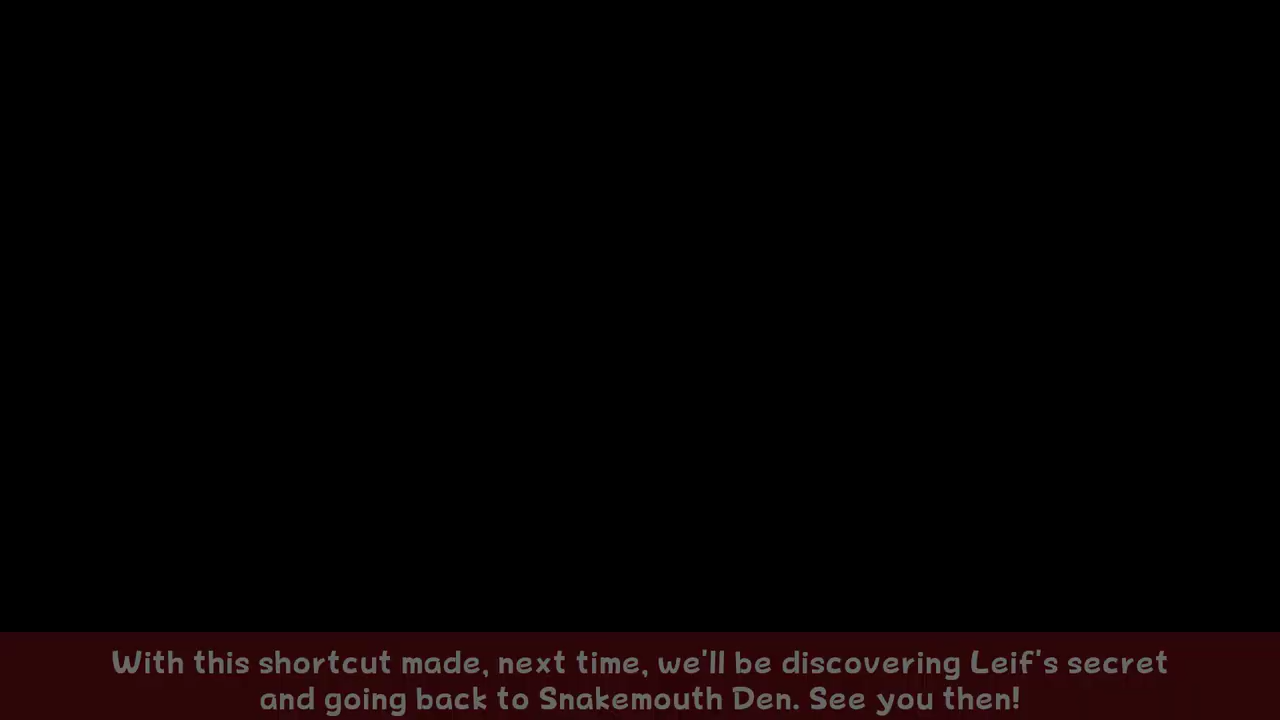 With this shortcut made, next time, we'll be discovering Leif's secret
and going back to Snakemouth Den. See you then!